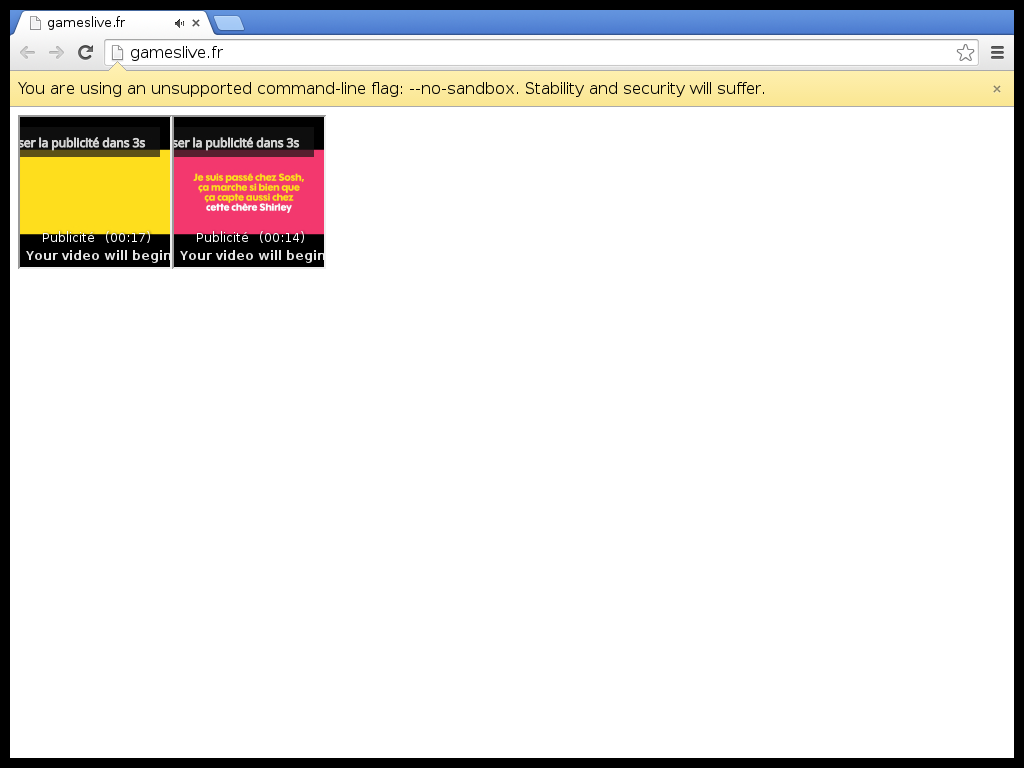 gameslive.fr
gameslive.fr
You are using an unsupported command-line flag: --no-sandbox. Stability and security will suffer.
ser la publicité dans 3s
Publicité (00:17)
Your video will begin
ser la publicité dans 3s
Je suis passé chez Sosh,
ça marche si bien que
ça capte aussi chez
cette chère Shirley
Publicité (00:14)
Your video will begin